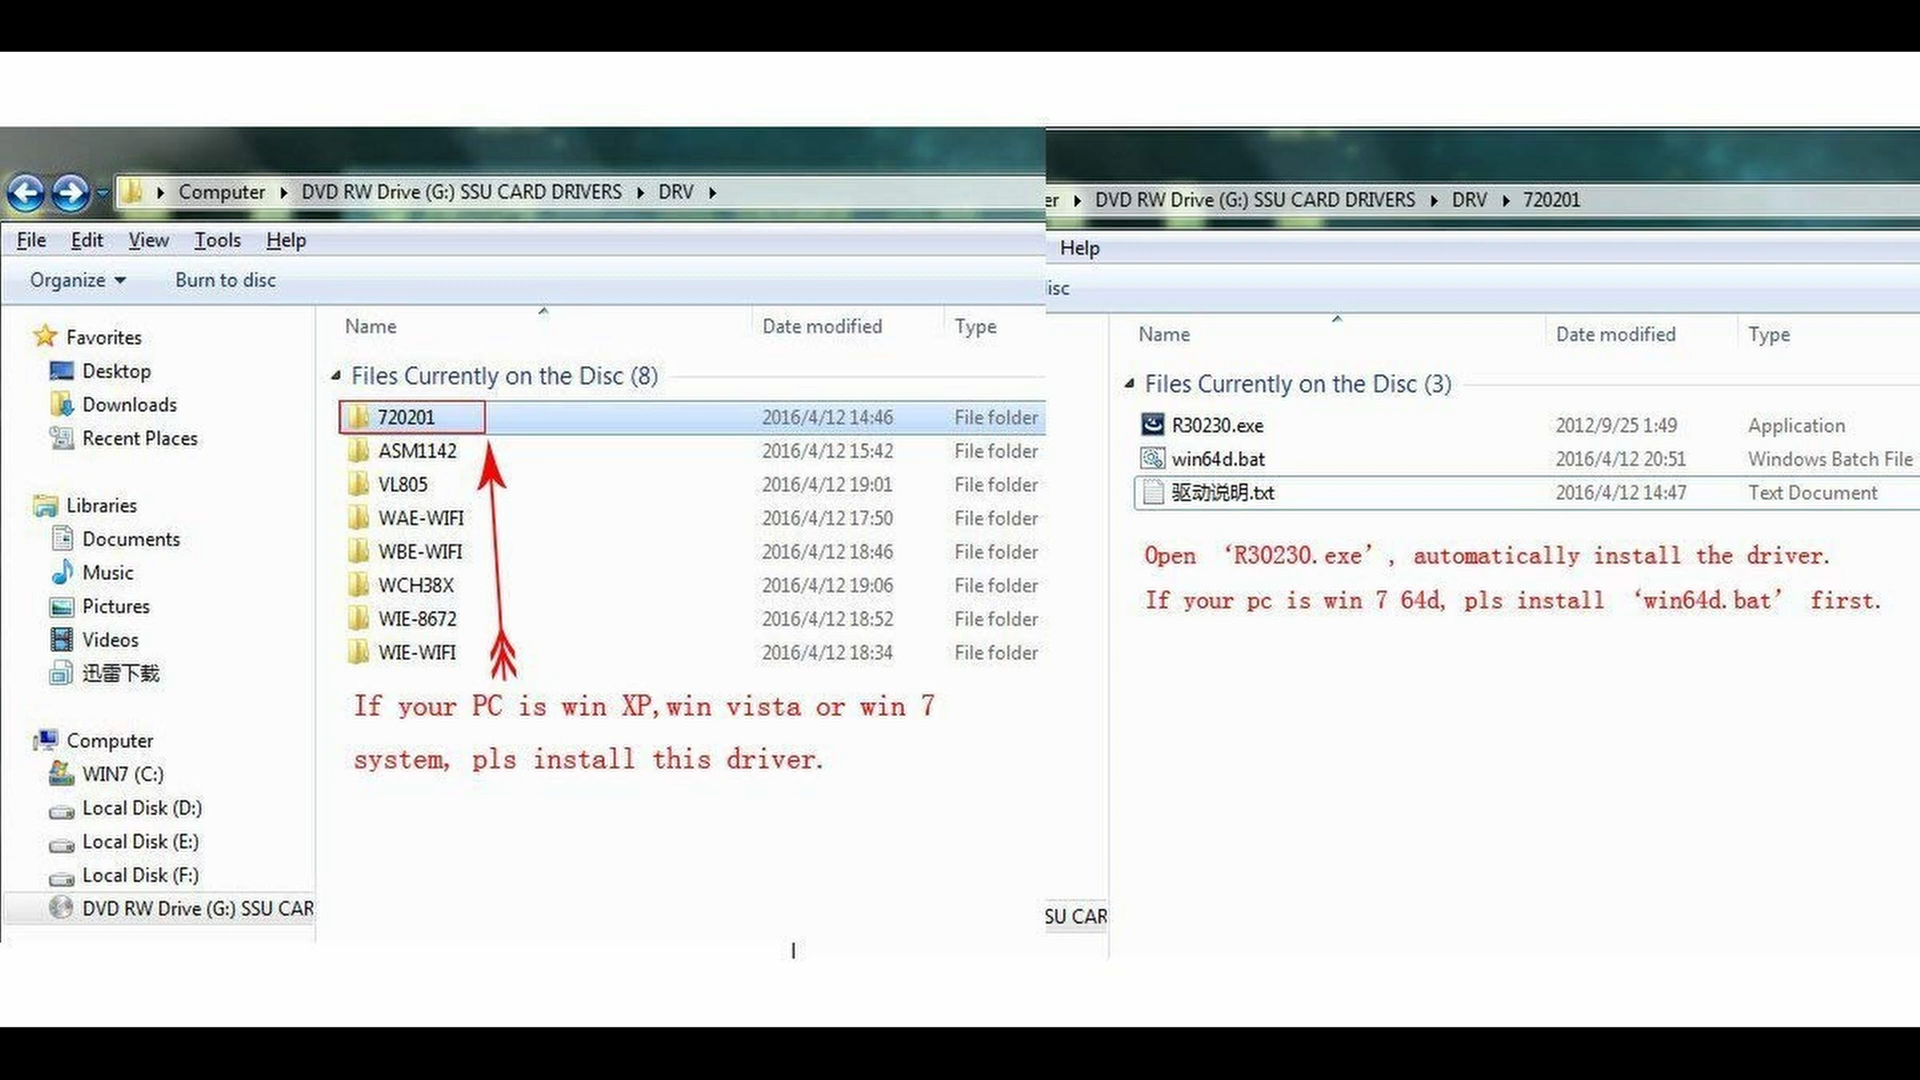 Computer DVD RW Drive (G:) SSU CARD DRIVERS DRV
File Edit View Tools Help
Organize Burn to disc
Favorites
Desktop
Downloads
Recent Places
Libraries
Documents
Music
Pictures
Videos
迅雷下载
Computer
WIN7 (C:)
Local Disk (D:)
Local Disk (E:)
Local Disk (F:)
DVD RW Drive (G:) SSU CAR
Name Date modified Type
Files Currently on the Disc (8)
720201 2016/4/12 14:46 File folder
ASM1142 2016/4/12 15:42 File folder
VL805 2016/4/12 19:01 File folder
WAE-WIFI 2016/4/12 17:50 File folder
WBE-WIFI 2016/4/12 18:46 File folder
WCH38X 2016/4/12 19:06 File folder
WIE-8672 2016/4/12 18:52 File folder
WIE-WIFI 2016/4/12 18:34 File folder
If your PC is win XP,win vista or win 7
system, pls install this driver.
er DVD RW Drive (G:) SSU CARD DRIVERS DRV 720201
Help
isc
Name Date modified Type
Files Currently on the Disc (3)
R30230.exe 2012/9/25 1:49 Application
win64d.bat 2016/4/12 20:51 Windows Batch File
驱动说明.txt 2016/4/12 14:47 Text Document
Open ‘R30230.exe’, automatically install the driver.
If your pc is win 7 64d, pls install ‘win64d.bat’ first.
SU CAR